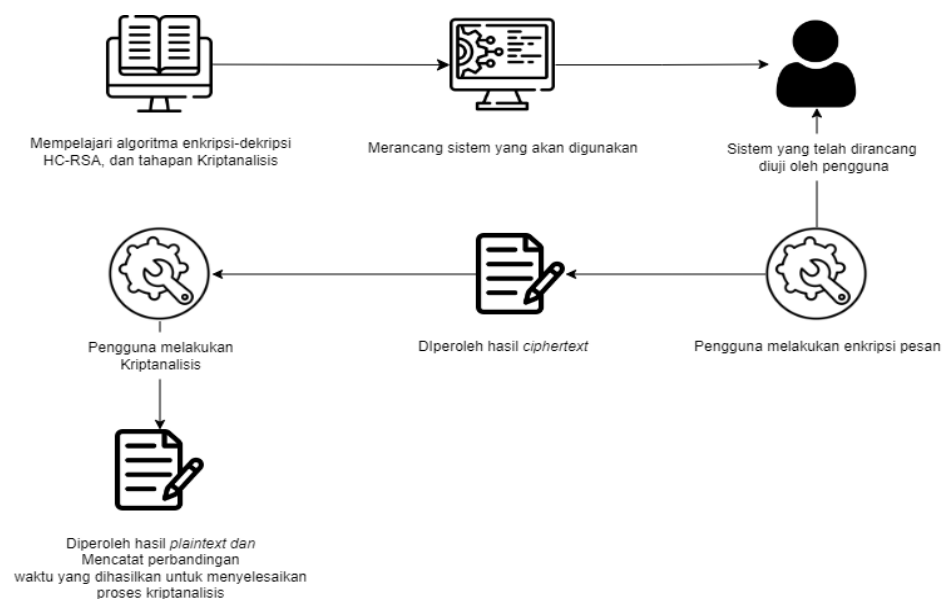 Mempelajari algoritma enkripsi-dekripsi
HC-RSA, dan tahapan Kriptanalisis
Merancang sistem yang akan digunakan
Sistem yang telah dirancang
diuji oleh pengguna
Pengguna melakukan
Kriptanalisis
DIperoleh hasil ciphertext
Pengguna melakukan enkripsi pesan
Diperoleh hasil plaintext dan
Mencatat perbandingan
waktu yang dihasilkan untuk menyelesaikan
proses kriptanalisis